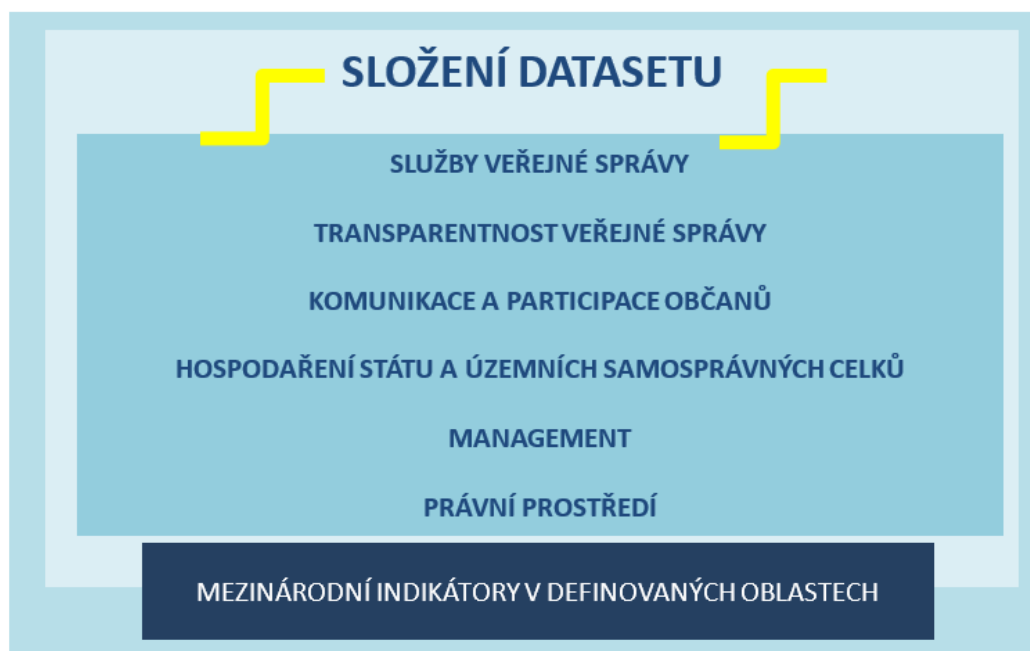 SLOŽENÍ DATASETU
SLUŽBY VEŘEJNÉ SPRÁVY
TRANSPARENTNOST VEŘEJNÉ SPRÁVY
KOMUNIKACE A PARTICIPACE OBČANŮ
HOSPODAŘENÍ STÁTU A ÚZEMNÍCH SAMOSPRÁVNÝCH CELKŮ
MANAGEMENT
PRÁVNÍ PROSTŘEDÍ
MEZINÁRODNÍ INDIKÁTORY V DEFINOVANÝCH OBLASTECH